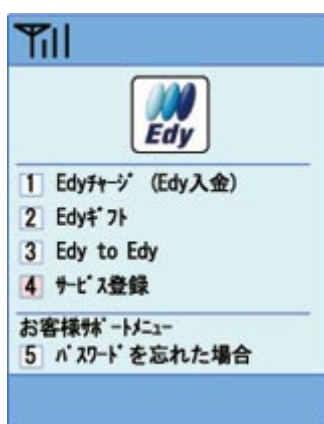 Edy
1 Edyﾁｬｰｼﾞ (Edy入金)
2 Edyｷﾞﾌﾄ
3 Edy to Edy
4 ｻｰﾋﾞｽ登録
お客様ｻﾎﾟｰﾄﾒﾆｭｰ
5 ﾊﾟｽﾜｰﾄﾞを忘れた場合